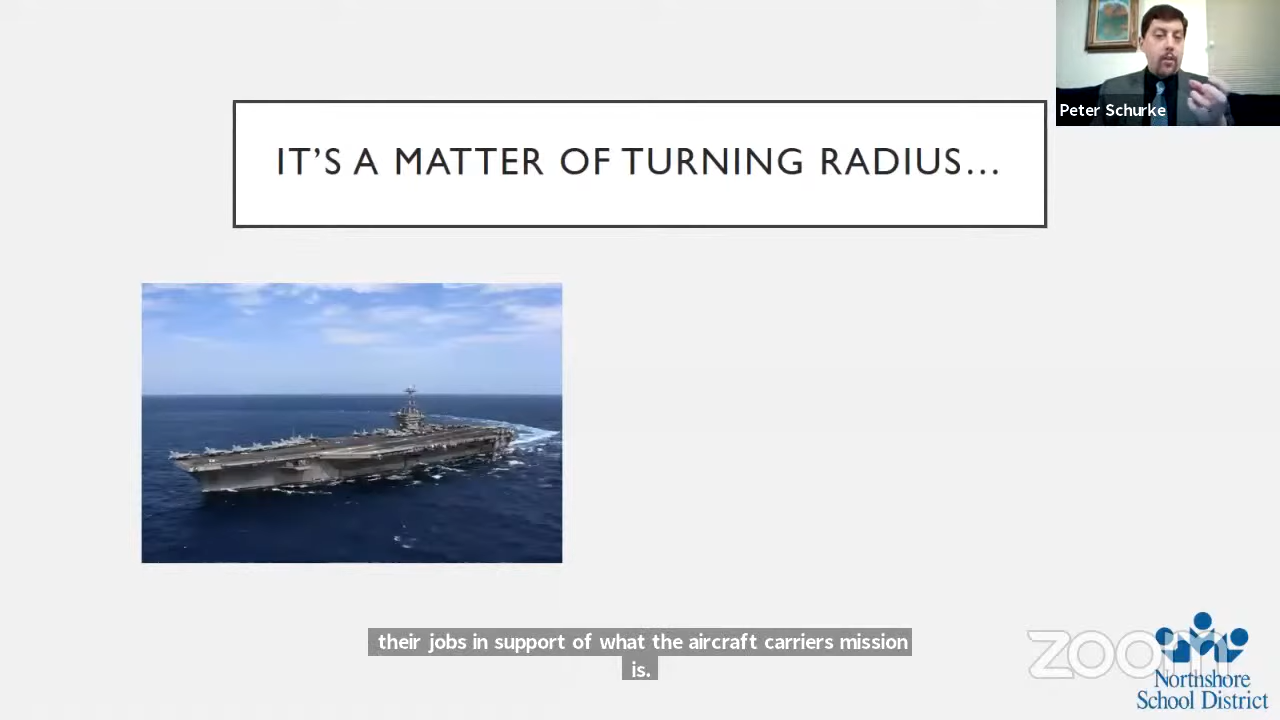 Peter Schurke
IT'S A MATTER OF TURNING RADIUS...
their jobs in support of what the aircraft carriers mission
is.
zoom
Northshore
School District